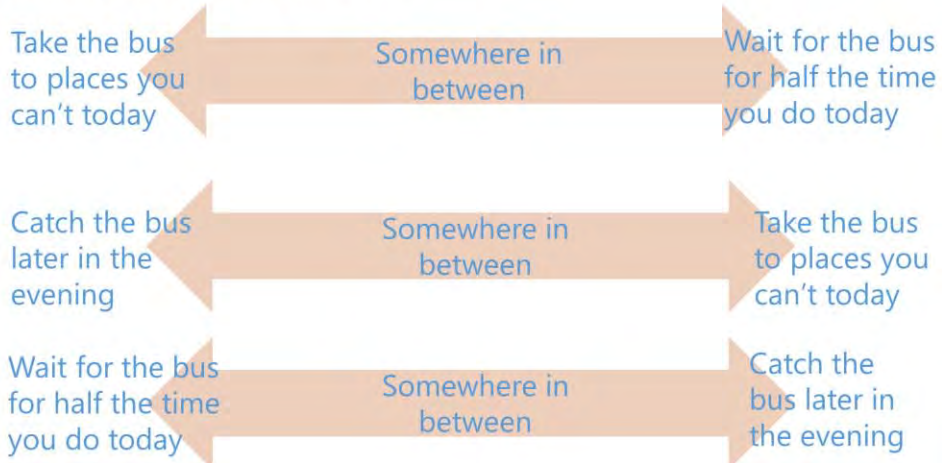 Take the bus
to places you
can't today
Somewhere in
between
Wait for the bus
for half the time
you do today
Catch the bus
later in the
evening
Somewhere in
between
Take the bus
to places you
can't today
Wait for the bus
for half the time
you do today
Somewhere in
between
Catch the
bus later in
the evening